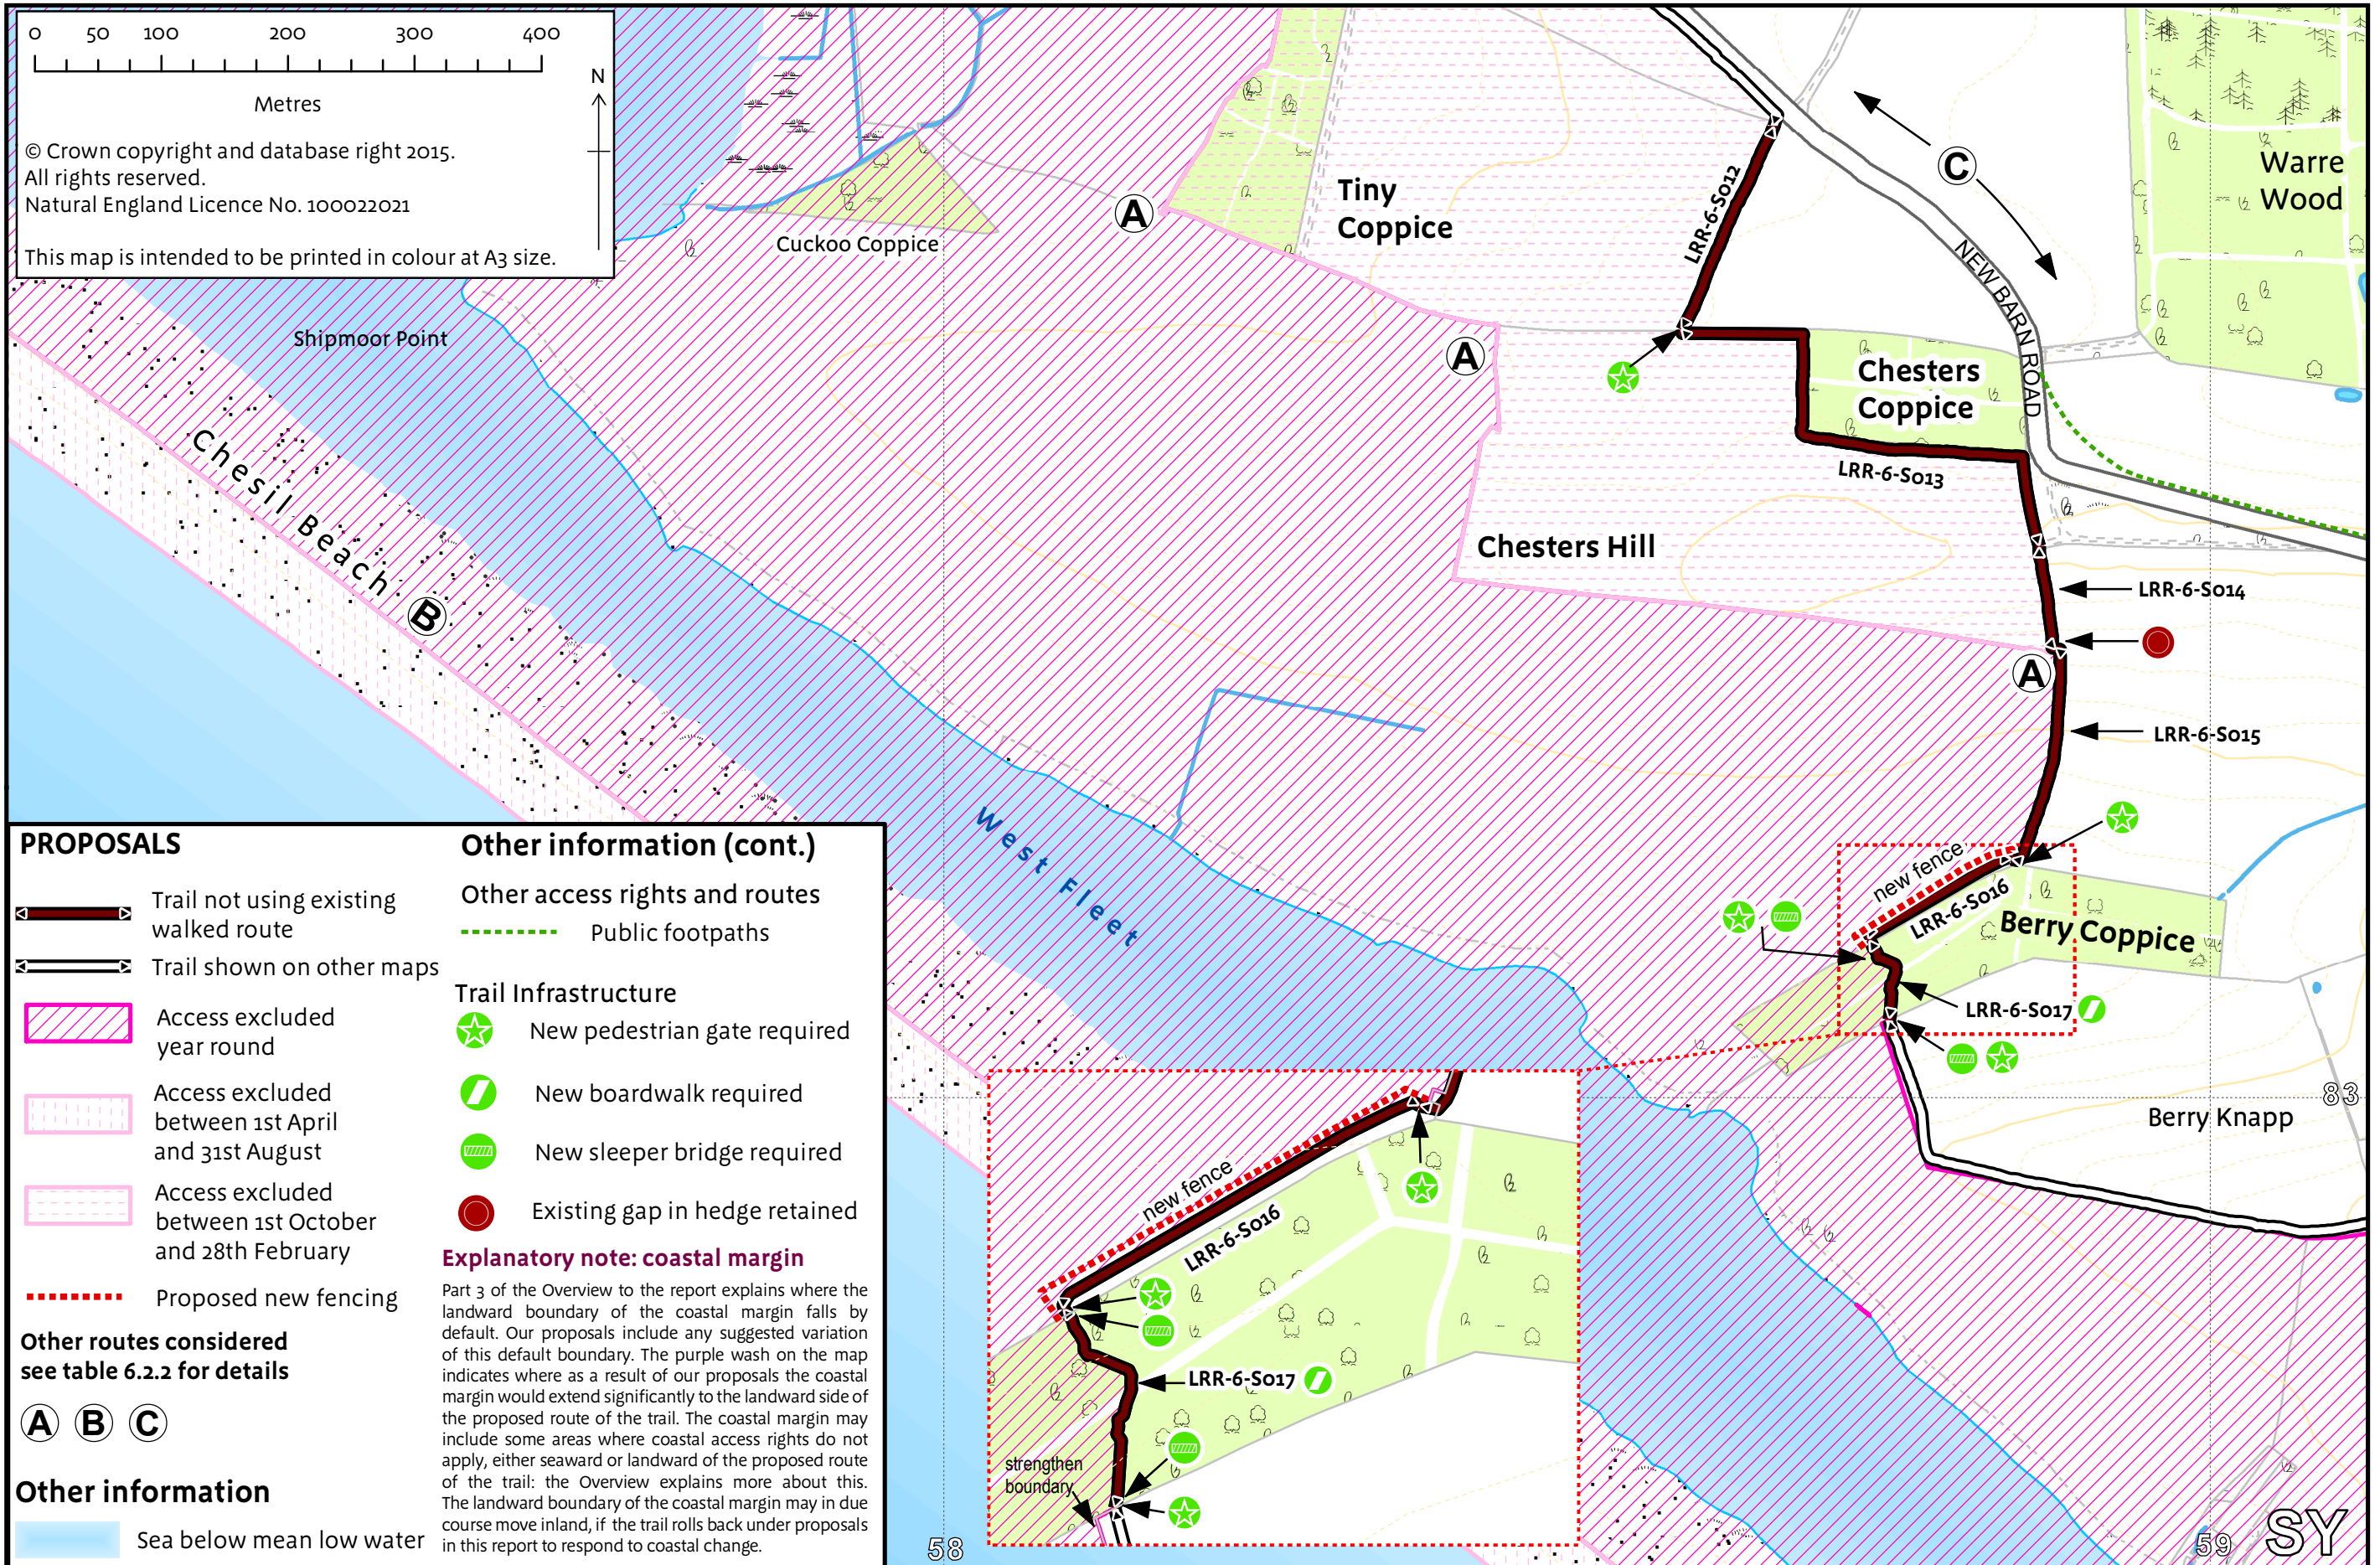 0 50 100 200 300 400
Metres
N
© Crown copyright and database right 2015.
All rights reserved.
Natural England Licence No. 100022021
This map is intended to be printed in colour at A3 size.
Cuckoo Coppice
A
Tiny
Coppice
LRR-6-S012
C
NEW BARN ROAD
Warre
Wood
Shipmoor Point
A
Chesters
Coppice
LRR-6-S013
Chesil Beach
B
Chesters Hill
LRR-6-S014
A
LRR-6-S015
West Fleet
new fence
LRR-6-S016
Berry Coppice
LRR-6-S017
83
Berry Knapp
new fence
LRR-6-S016
LRR-6-S017
strengthen
boundary
58
59
SY
PROPOSALS
Trail not using existing
walked route
Trail shown on other maps
Access excluded
year round
Access excluded
between 1st April
and 31st August
Access excluded
between 1st October
and 28th February
Proposed new fencing
Other routes considered
see table 6.2.2 for details
A B C
Other information
Sea below mean low water
Other information (cont.)
Other access rights and routes
Public footpaths
Trail Infrastructure
New pedestrian gate required
New boardwalk required
New sleeper bridge required
Existing gap in hedge retained
Explanatory note: coastal margin
Part 3 of the Overview to the report explains where the
landward boundary of the coastal margin falls by
default. Our proposals include any suggested variation
of this default boundary. The purple wash on the map
indicates where as a result of our proposals the coastal
margin would extend significantly to the landward side of
the proposed route of the trail. The coastal margin may
include some areas where coastal access rights do not
apply, either seaward or landward of the proposed route
of the trail: the Overview explains more about this.
The landward boundary of the coastal margin may in due
course move inland, if the trail rolls back under proposals
in this report to respond to coastal change.